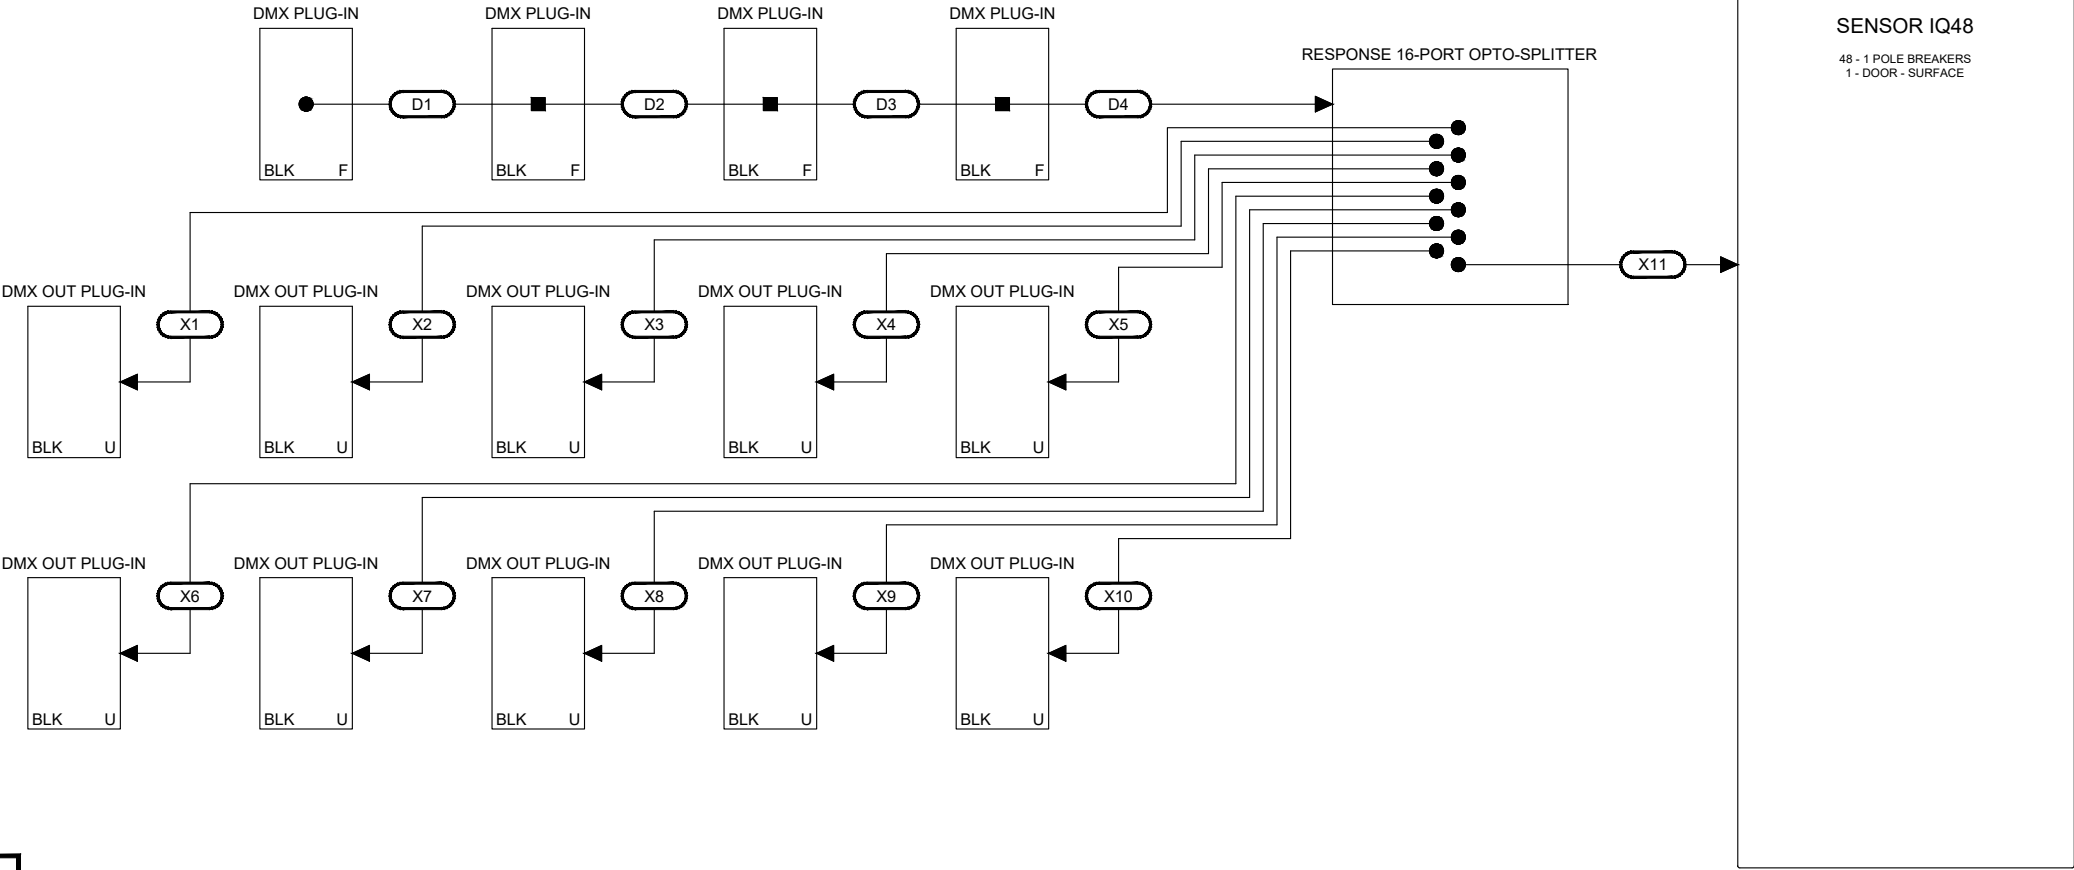 DMX PLUG-IN DMX PLUG-IN DMX PLUG-IN DMX PLUG-IN
SENSOR IQ48
48 - 1 POLE BREAKERS
1 - DOOR - SURFACE
RESPONSE 16-PORT OPTO-SPLITTER
D1 D2 D3 D4
BLK F BLK F BLK F BLK F
X11
DMX OUT PLUG-IN DMX OUT PLUG-IN DMX OUT PLUG-IN DMX OUT PLUG-IN DMX OUT PLUG-IN
X1 X2 X3 X4 X5
BLK U BLK U BLK U BLK U BLK U
DMX OUT PLUG-IN DMX OUT PLUG-IN DMX OUT PLUG-IN DMX OUT PLUG-IN DMX OUT PLUG-IN
X6 X7 X8 X9 X10
BLK U BLK U BLK U BLK U BLK U